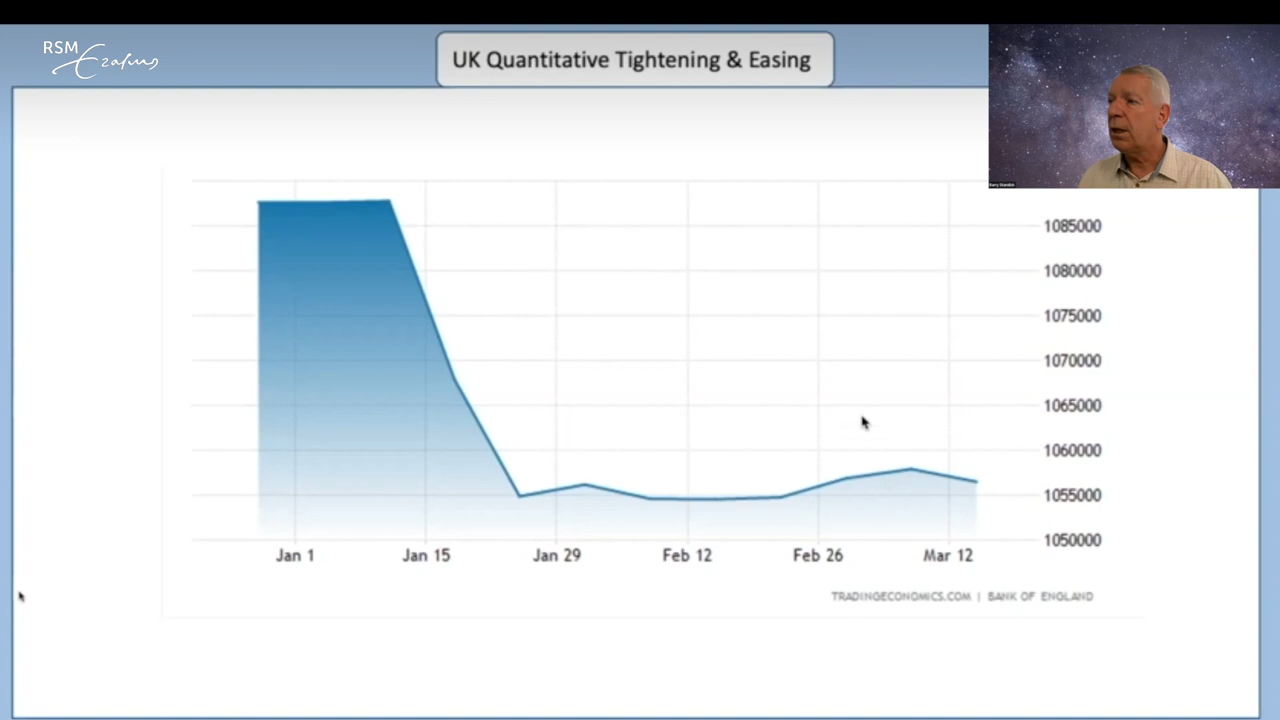 RSM
Erasmus
UK Quantitative Tightening & Easing
1085000
1080000
1075000
1070000
1065000
1060000
1055000
1050000
Jan 1 Jan 15 Jan 29 Feb 12 Feb 26 Mar 12
TRADINGECONOMICS.COM | BANK OF ENGLAND